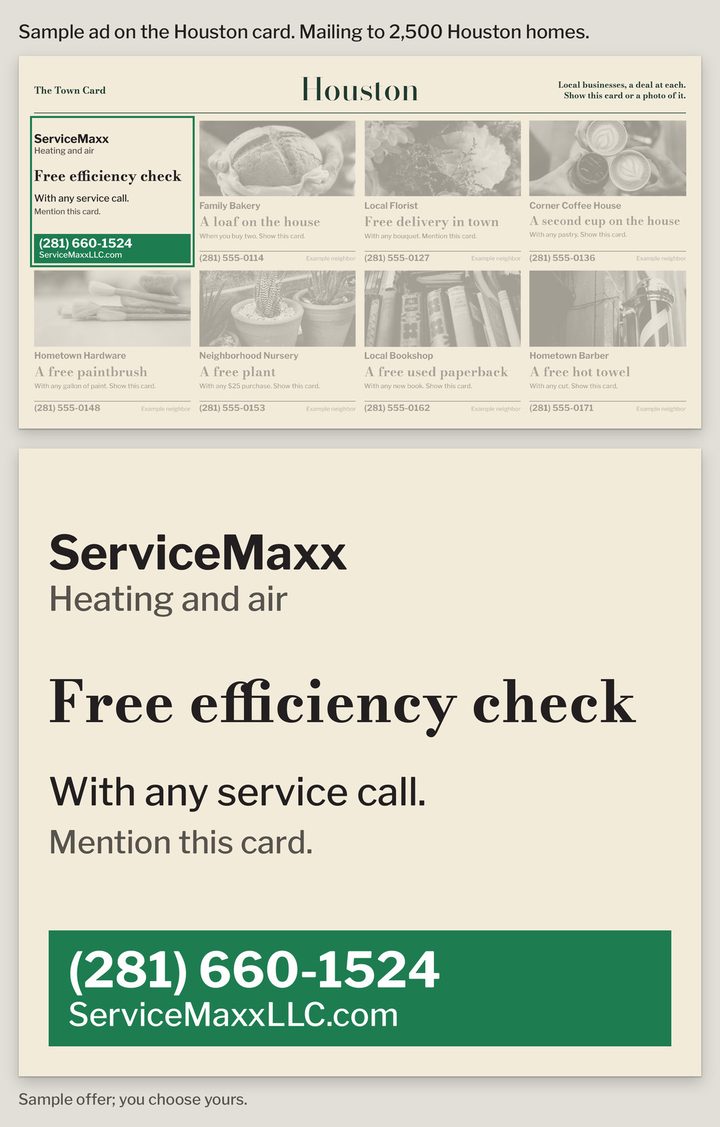 Sample ad on the Houston card. Mailing to 2,500 Houston homes.
The Town Card
Houston
Local businesses, a deal at each.
Show this card or a photo of it.
ServiceMaxx
Heating and air
Free efficiency check
With any service call.
Mention this card.
(281) 660-1524
ServiceMaxxLLC.com
Family Bakery
A loaf on the house
When you buy two. Show this card.
(281) 555-0114
Example neighbor
Local Florist
Free delivery in town
With any bouquet. Mention this card.
(281) 555-0127
Example neighbor
Corner Coffee House
A second cup on the house
With any pastry. Show this card.
(281) 555-0136
Example neighbor
Hometown Hardware
A free paintbrush
With any gallon of paint. Show this card.
(281) 555-0148
Example neighbor
Neighborhood Nursery
A free plant
With any $25 purchase. Show this card.
(281) 555-0153
Example neighbor
Local Bookshop
A free used paperback
With any new book. Show this card.
(281) 555-0162
Example neighbor
Hometown Barber
A free hot towel
With any cut. Show this card.
(281) 555-0171
Example neighbor
ServiceMaxx
Heating and air
Free efficiency check
With any service call.
Mention this card.
(281) 660-1524
ServiceMaxxLLC.com
Sample offer; you choose yours.